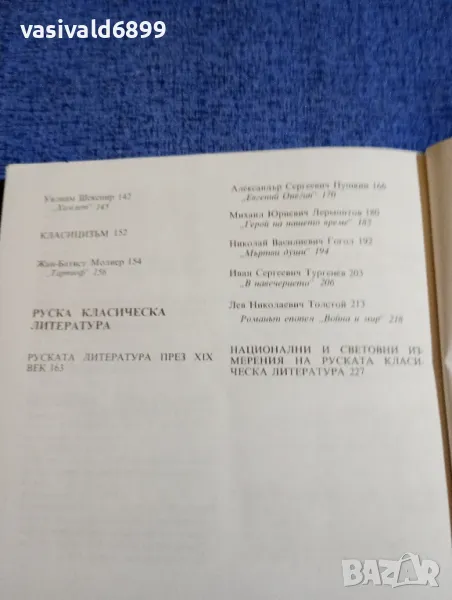 vasivald6899
Уилиам Шекспир 142
„Хамлет“ 145
КЛАСИЦИЗЪМ 152
Жан-Батист Молиер 154
„Тартюф“ 156
РУСКА КЛАСИЧЕСКА
ЛИТЕРАТУРА
РУСКАТА ЛИТЕРАТУРА ПРЕЗ XIX
ВЕК 163
Александър Сергеевич Пушкин 166
„Евгений Онегин“ 170
Михаил Юриевич Лермонтов 180
„Герой на нашето време“ 183
Николай Василиевич Гогол 192
„Мъртви души“ 194
Иван Сергеевич Тургенев 203
„В навечерието“ 206
Лев Николаевич Толстой 213
Романът епопея „Война и мир“ 218
НАЦИОНАЛНИ И СВЕТОВНИ ИЗ-
МЕРЕНИЯ НА РУСКАТА КЛАСИ-
ЧЕСКА ЛИТЕРАТУРА 227
BAZAR
.bg